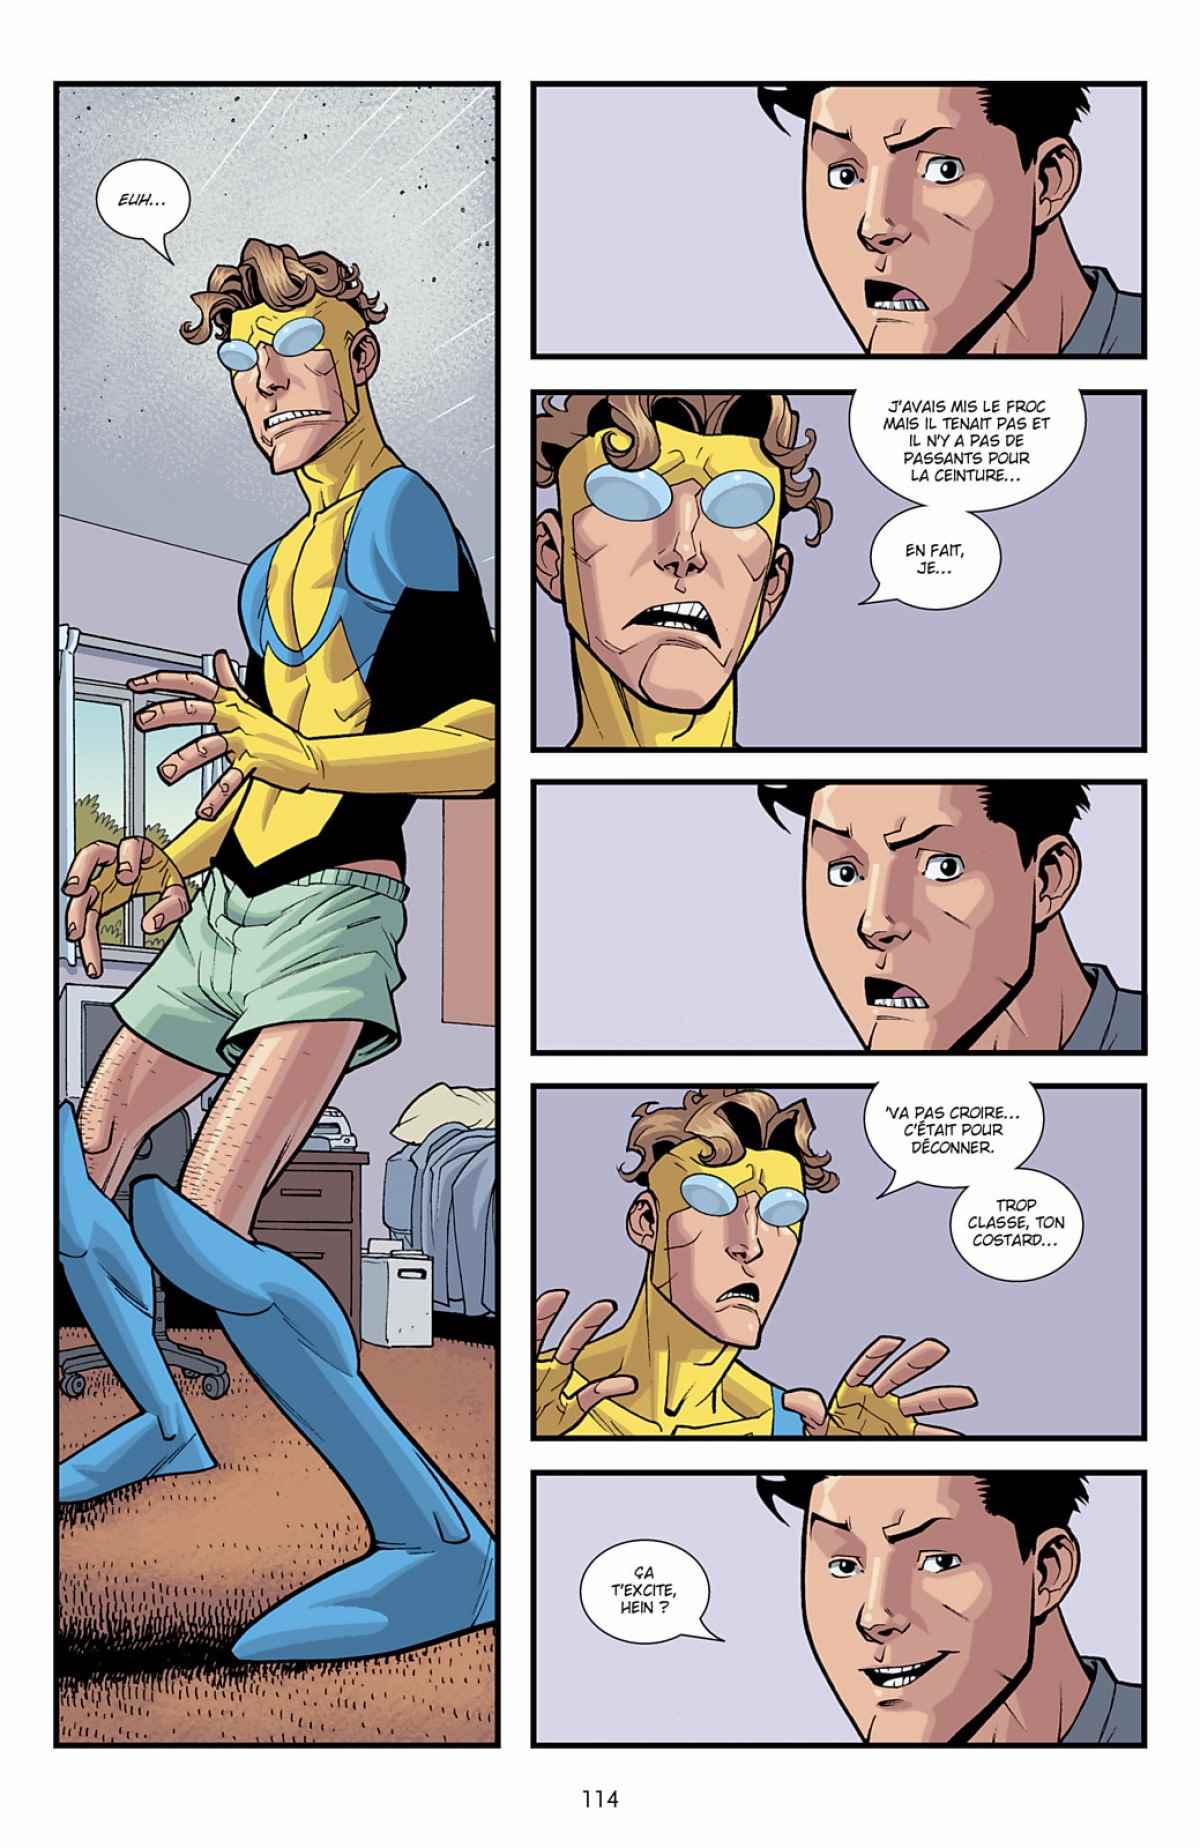 EUH...
J'AVAIS MIS LE FROC
MAIS IL TENAIT PAS ET
IL N'Y A PAS DE
PASSANTS POUR
LA CEINTURE...
EN FAIT,
JE...
'VA PAS CROIRE...
C'ÉTAIT POUR
DÉCONNER.
TROP
CLASSE, TON
COSTARD...
ÇA
T'EXCITE,
HEIN ?
114